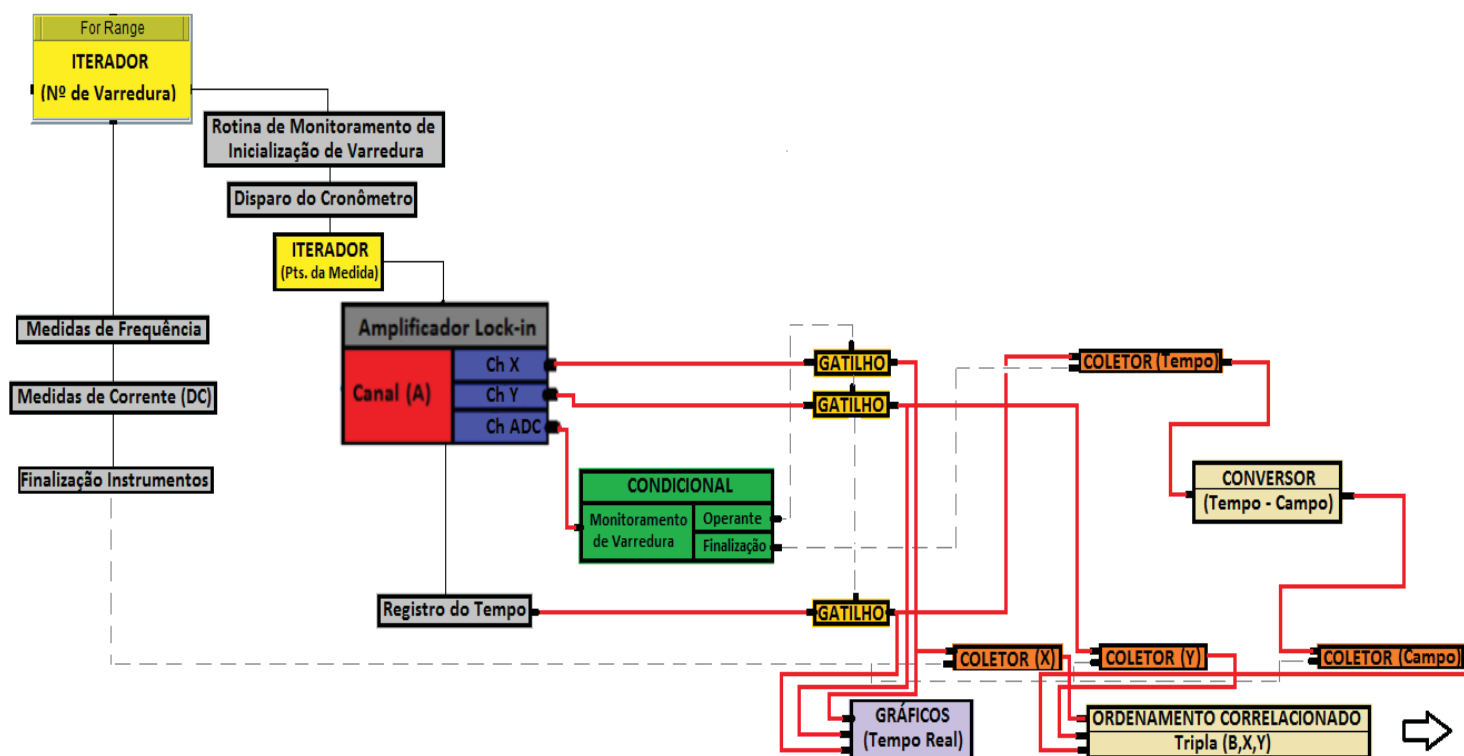 For Range
ITERADOR
(Nº de Varredura)
Rotina de Monitoramento de
Inicialização de Varredura
Disparo do Cronômetro
ITERADOR
(Pts. da Medida)
Amplificador Lock-in
Canal (A)
Ch X
Ch Y
Ch ADC
Medidas de Frequência
Medidas de Corrente (DC)
Finalização Instrumentos
GATILHO
GATILHO
COLETOR (Tempo)
CONDICIONAL
Monitoramento
de Varredura
Operante
Finalização
CONVERSOR
(Tempo - Campo)
Registro do Tempo
GATILHO
COLETOR (X)
COLETOR (Y)
COLETOR (Campo)
GRÁFICOS
(Tempo Real)
ORDENAMENTO CORRELACIONADO
Tripla (B,X,Y)